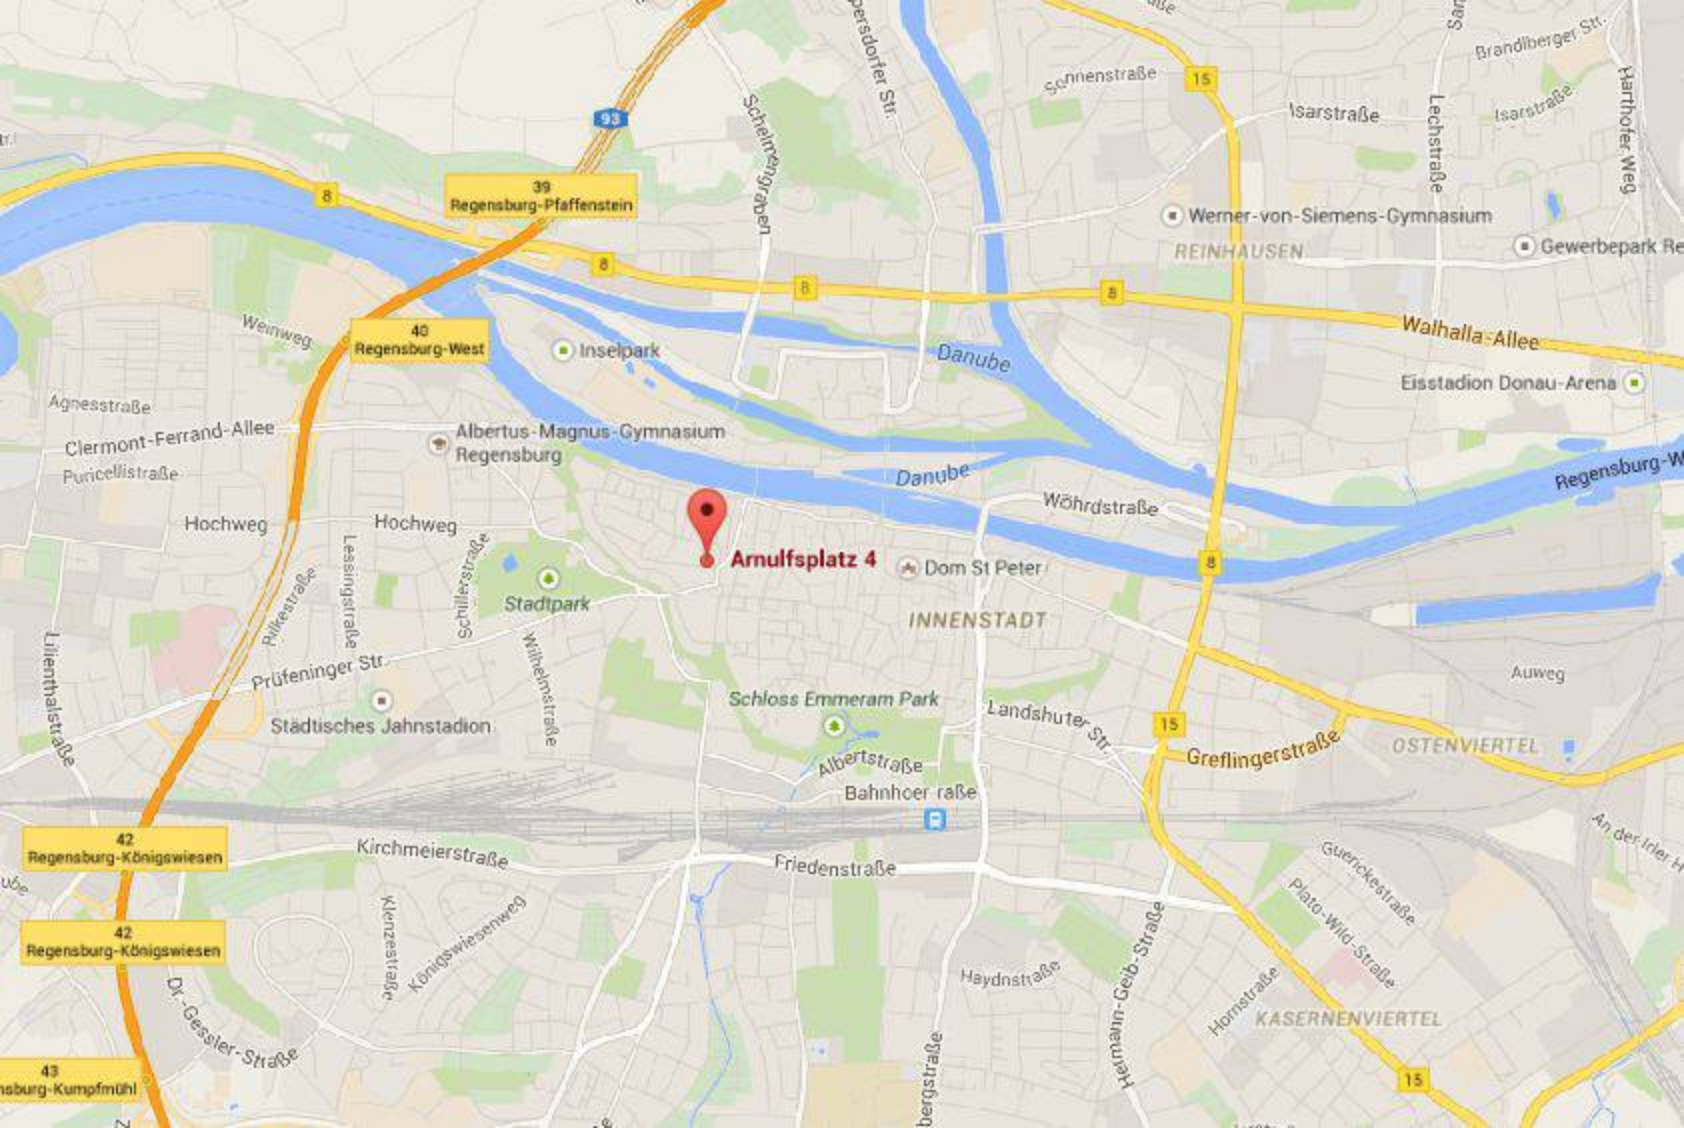 Brandlberger Str.
Sonnenstraße
15
Isarstraße
Isarstraße
Harthofer Weg
Lechstraße
93
Schelmengraben
39
Regensburg-Pfaffenstein
8
Werner-von-Siemens-Gymnasium
REINHAUSEN
Gewerbepark Re
8
8
8
Weinweg
40
Regensburg-West
Inselpark
Danube
Walhalla-Allee
Eisstadion Donau-Arena
Agnesstraße
Clermont-Ferrand-Allee
Albertus-Magnus-Gymnasium
Regensburg
Puricellistraße
Danube
Regensburg-W
Wöhrdstraße
Hochweg
Hochweg
Arnulfsplatz 4
Dom St Peter
8
Lessingstraße
Schillerstraße
Stadtpark
INNENSTADT
Rilkestraße
Lilienthalstraße
Prüfeninger Str.
Wilhelmstraße
Auweg
Schloss Emmeram Park
Städtisches Jahnstadion
Landshuter Str.
15
Greflingerstraße
OSTENVIERTEL
Albertstraße
Bahnhofstraße
42
Regensburg-Königswiesen
Kirchmeierstraße
Friedenstraße
An der Irler H
Guerickestraße
Plato-Wild-Straße
42
Regensburg-Königswiesen
Klenzestraße
Königswiesenweg
Haydnstraße
Hermann-Geib-Straße
Hornstraße
KASERNENVIERTEL
Dr.-Gessler-Straße
43
nsburg-Kumpfmühl
bergstraße
15